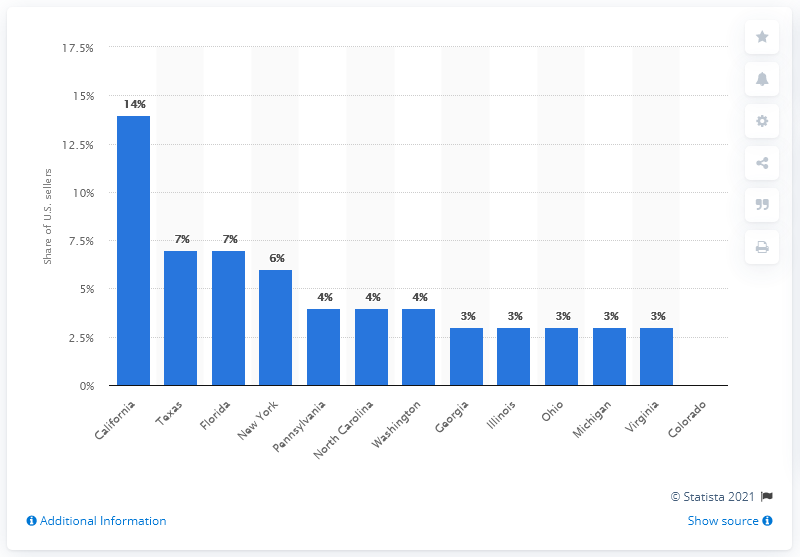 17.5%
15%
12.5%
10%
7.5%
5%
2.5%
0%
Share of U.S. sellers
14%
7%
7%
6%
4%
4%
4%
3%
3%
3%
3%
3%
California
Texas
Florida
New York
Pennsylvania
North Carolina
Washington
Georgia
Illinois
Ohio
Michigan
Virginia
Colorado
© Statista 2021
Additional Information
Show source